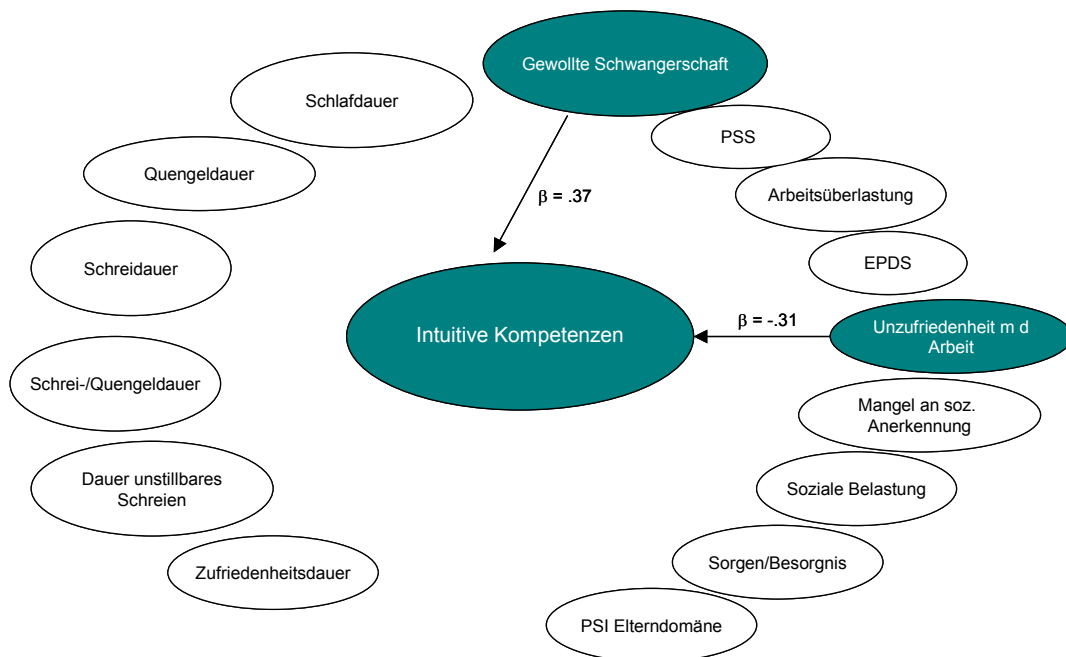 Gewollte Schwangerschaft
Schlafdauer
PSS
Quengeldauer
Arbeitsüberlastung
β = .37
EPDS
Schreidauer
Intuitive Kompetenzen
β = -.31
Unzufriedenheit m d
Arbeit
Schrei-/Quengeldauer
Mangel an soz.
Anerkennung
Dauer unstillbares
Schreien
Soziale Belastung
Sorgen/Besorgnis
Zufriedenheitsdauer
PSI Elterndomäne